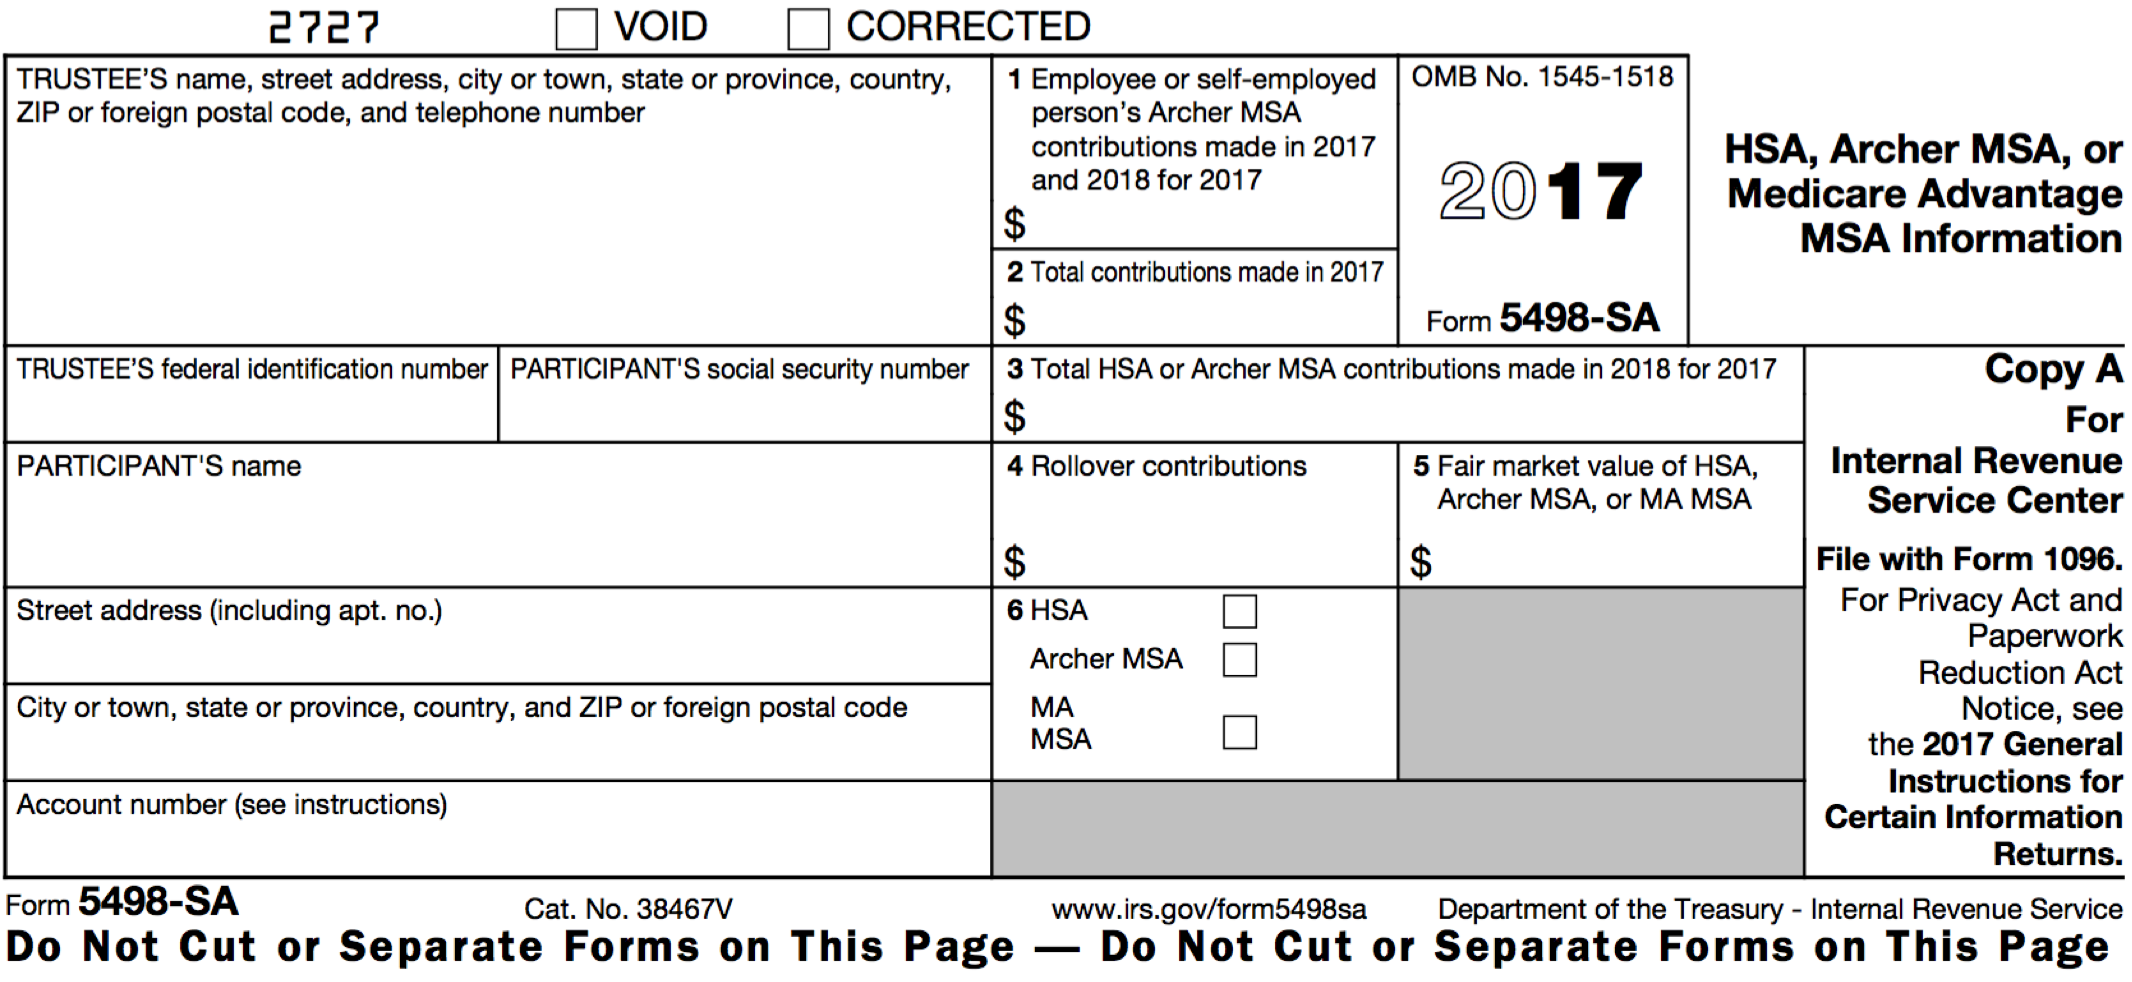 2727 VOID CORRECTED
TRUSTEE'S name, street address, city or town, state or province, country,
ZIP or foreign postal code, and telephone number
1 Employee or self-employed
person's Archer MSA
contributions made in 2017
and 2018 for 2017
$
2 Total contributions made in 2017
$
OMB No. 1545-1518
2017
Form 5498-SA
HSA, Archer MSA, or
Medicare Advantage
MSA Information
TRUSTEE'S federal identification number
PARTICIPANT'S social security number
3 Total HSA or Archer MSA contributions made in 2018 for 2017
$
Copy A
For
Internal Revenue
Service Center
File with Form 1096.
For Privacy Act and
Paperwork
Reduction Act
Notice, see
the 2017 General
Instructions for
Certain Information
Returns.
PARTICIPANT'S name
4 Rollover contributions
$
5 Fair market value of HSA,
Archer MSA, or MA MSA
$
Street address (including apt. no.)
6 HSA
Archer MSA
MA
MSA
City or town, state or province, country, and ZIP or foreign postal code
Account number (see instructions)
Form 5498-SA Cat. No. 38467V www.irs.gov/form5498sa Department of the Treasury - Internal Revenue Service
Do Not Cut or Separate Forms on This Page — Do Not Cut or Separate Forms on This Page